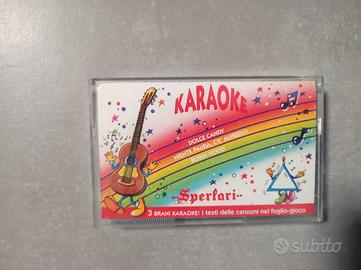 KARAOKE
DOLCE CANDY
NIENTE PAURA, C'È ALFREDO!
ROBIN HOOD
Sperlari
3 BRANI KARAOKE! I testi delle canzoni nel foglio-gioco
subito